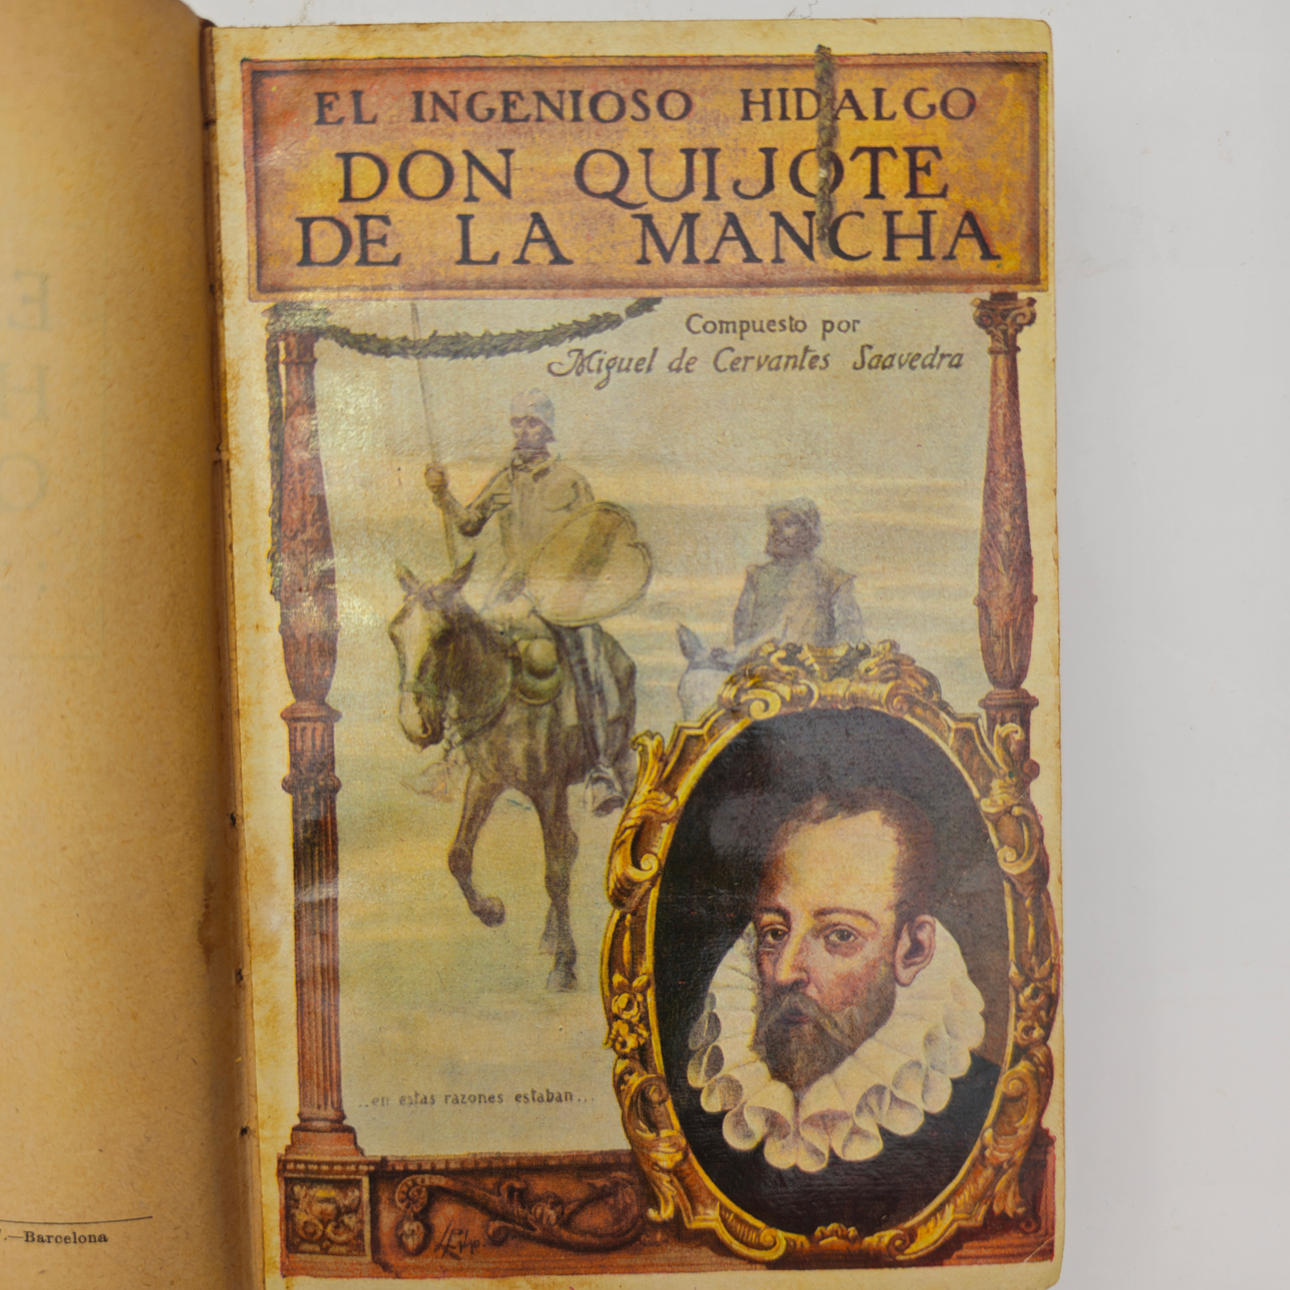 EL INGENIOSO HIDALGO
DON QUIJOTE
DE LA MANCHA
Compuesto por
Miguel de Cervantes Saavedra
..en estas razones estaban...
.—Barcelona